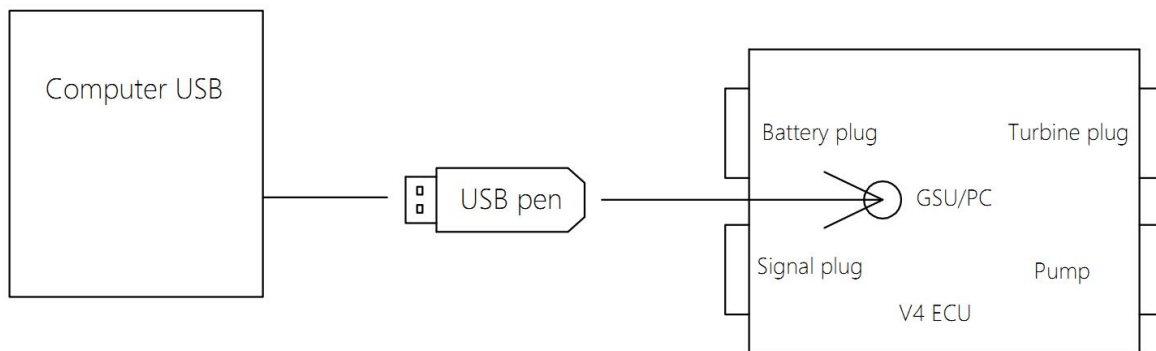 Computer USB
USB pen
Battery plug
Turbine plug
GSU/PC
Signal plug
Pump
V4 ECU